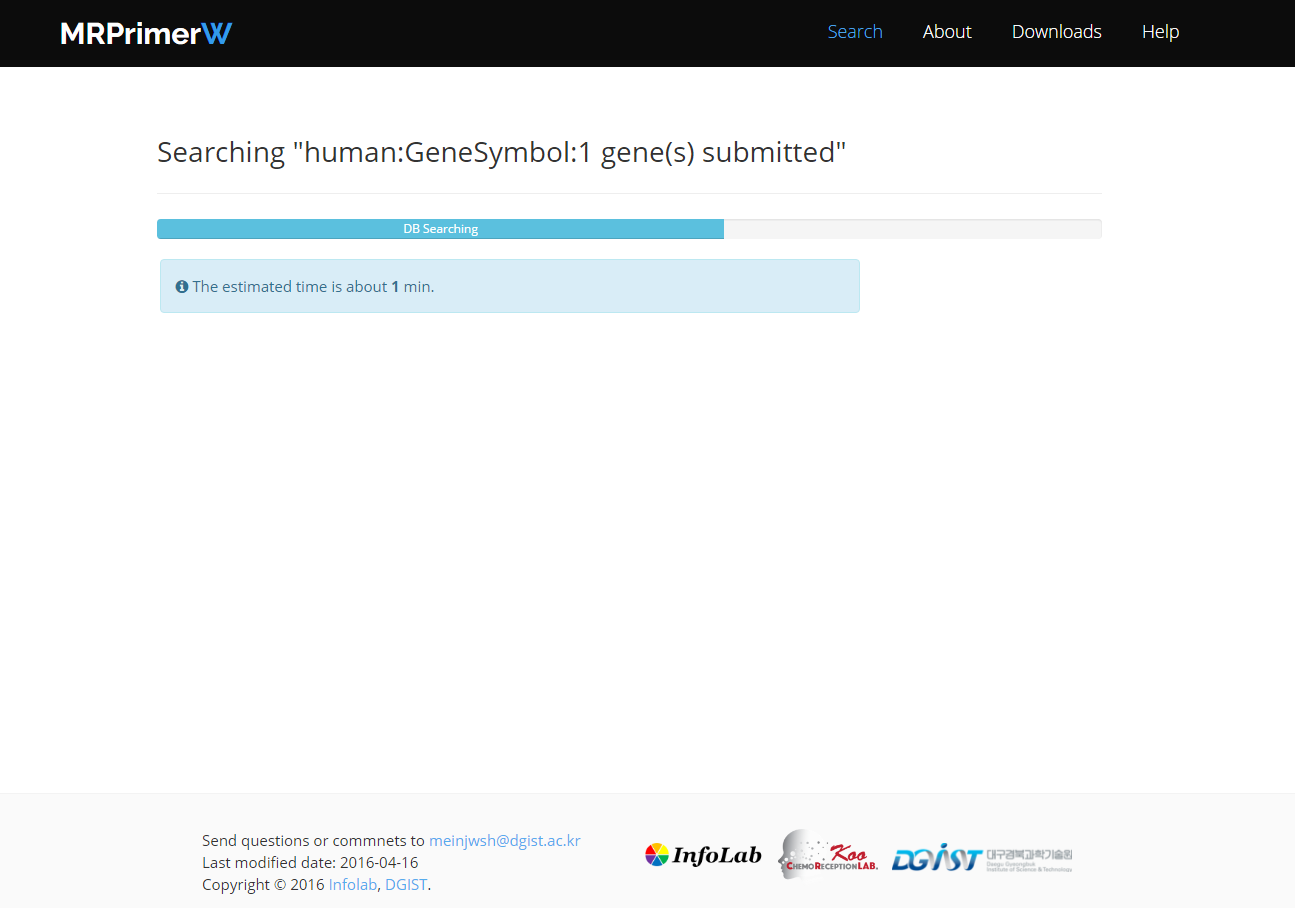 MRPrimerW
Search About Downloads Help
Searching "human:GeneSymbol:1 gene(s) submitted"
DB Searching
The estimated time is about 1 min.
Send questions or commnets to meinjwsh@dgist.ac.kr
Last modified date: 2016-04-16
Copyright © 2016 Infolab, DGIST.
InfoLab
Koo
CHEMORECEPTIONLAB.
DGIST
대구경북과학기술원
Daegu Gyeongbuk
Institute of Science & Technology